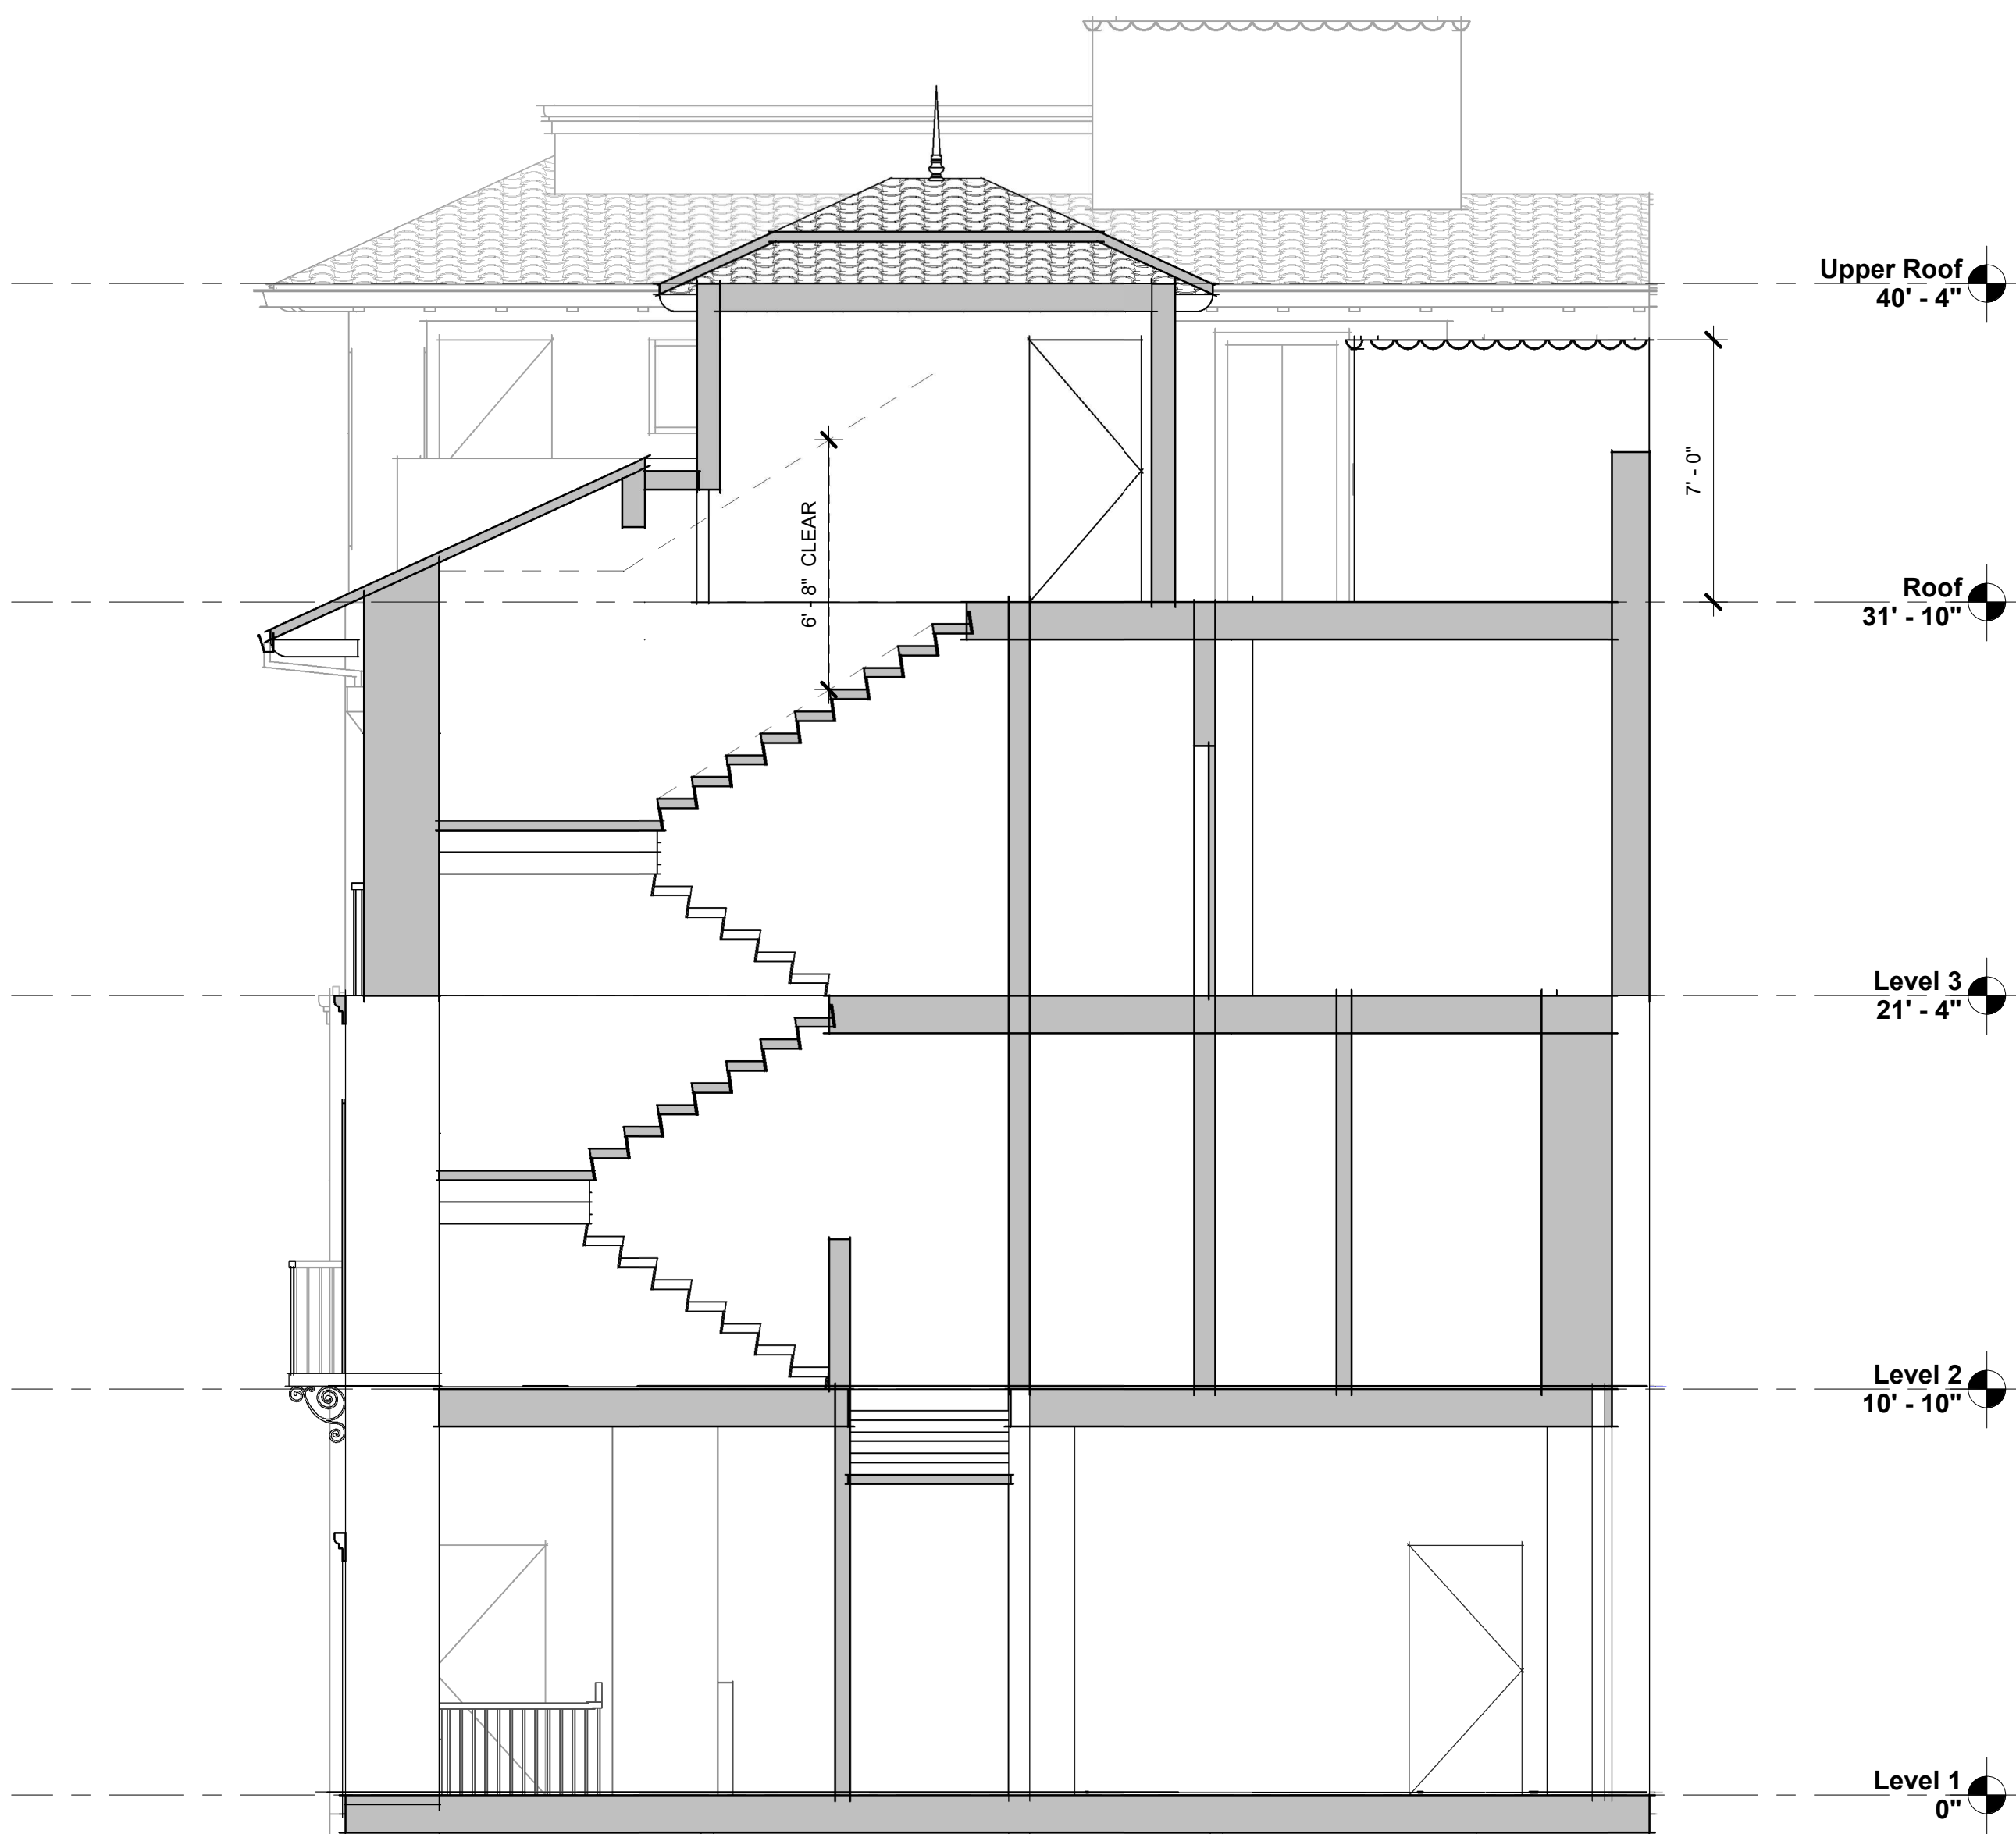 Upper Roof
40' - 4"
7' - 0"
6' - 8" CLEAR
Roof
31' - 10"
Level 3
21' - 4"
Level 2
10' - 10"
Level 1
0"